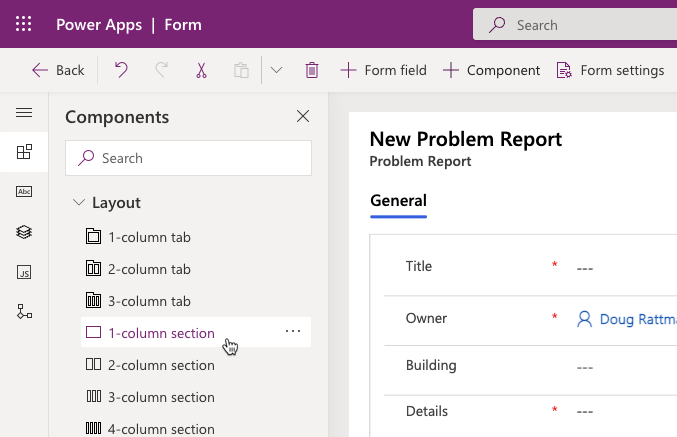 Power Apps | Form
Search
Back
Form field
Component
Form settings
Components
Search
Layout
1-column tab
2-column tab
3-column tab
1-column section
2-column section
3-column section
4-column section
Abc
JS
New Problem Report
Problem Report
General
Title * ---
Owner * Doug Rattma
Building ---
Details * ---